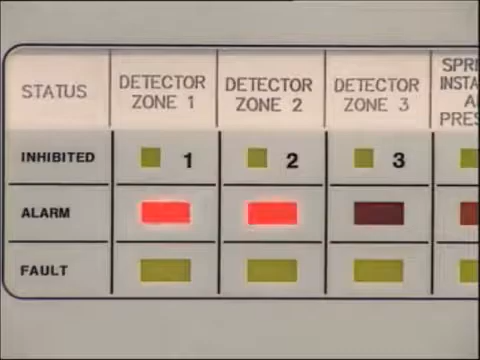 STATUS
DETECTOR
ZONE 1
DETECTOR
ZONE 2
DETECTOR
ZONE 3
INHIBITED
1
2
3
ALARM
FAULT